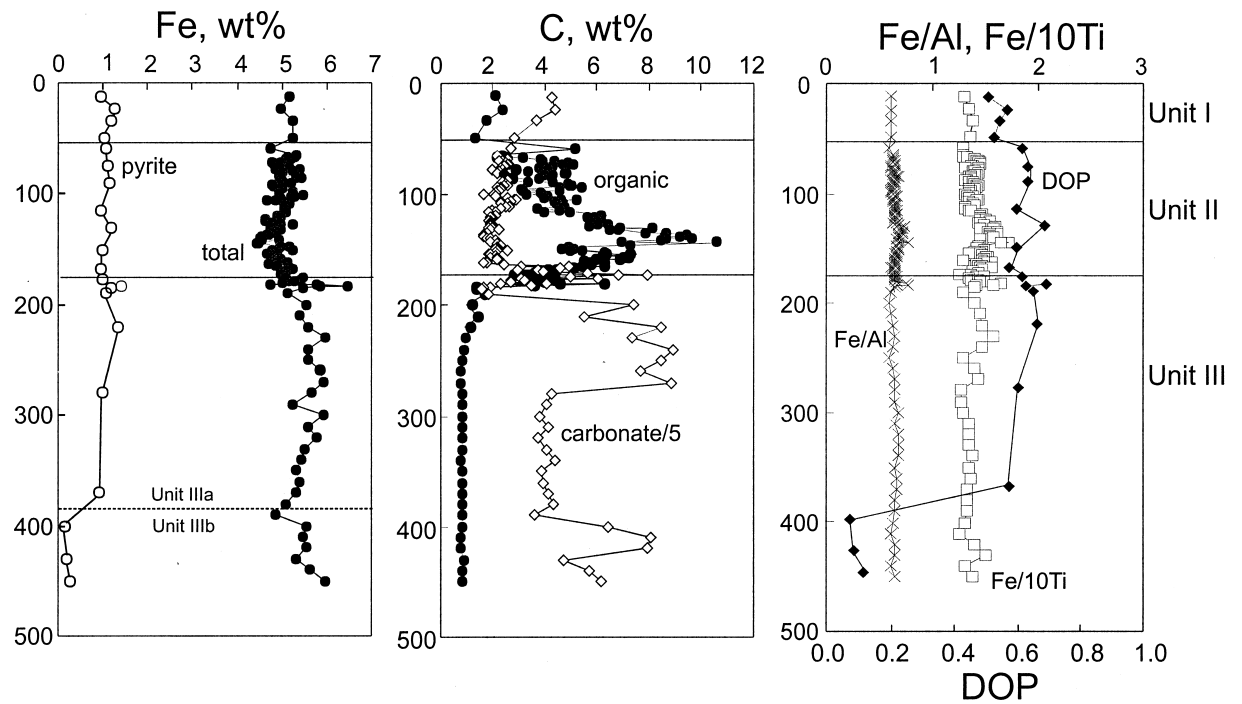 Fe, wt%
0 1 2 3 4 5 6 7
0
100
200
300
400
500
pyrite
total
Unit IIIa
Unit IIIb
C, wt%
0 2 4 6 8 10 12
0
100
200
300
400
500
organic
carbonate/5
Fe/Al, Fe/10Ti
0 1 2 3
0
100
200
300
400
500
DOP
Fe/Al
Fe/10Ti
Unit I
Unit II
Unit III
0.0 0.2 0.4 0.6 0.8 1.0
DOP